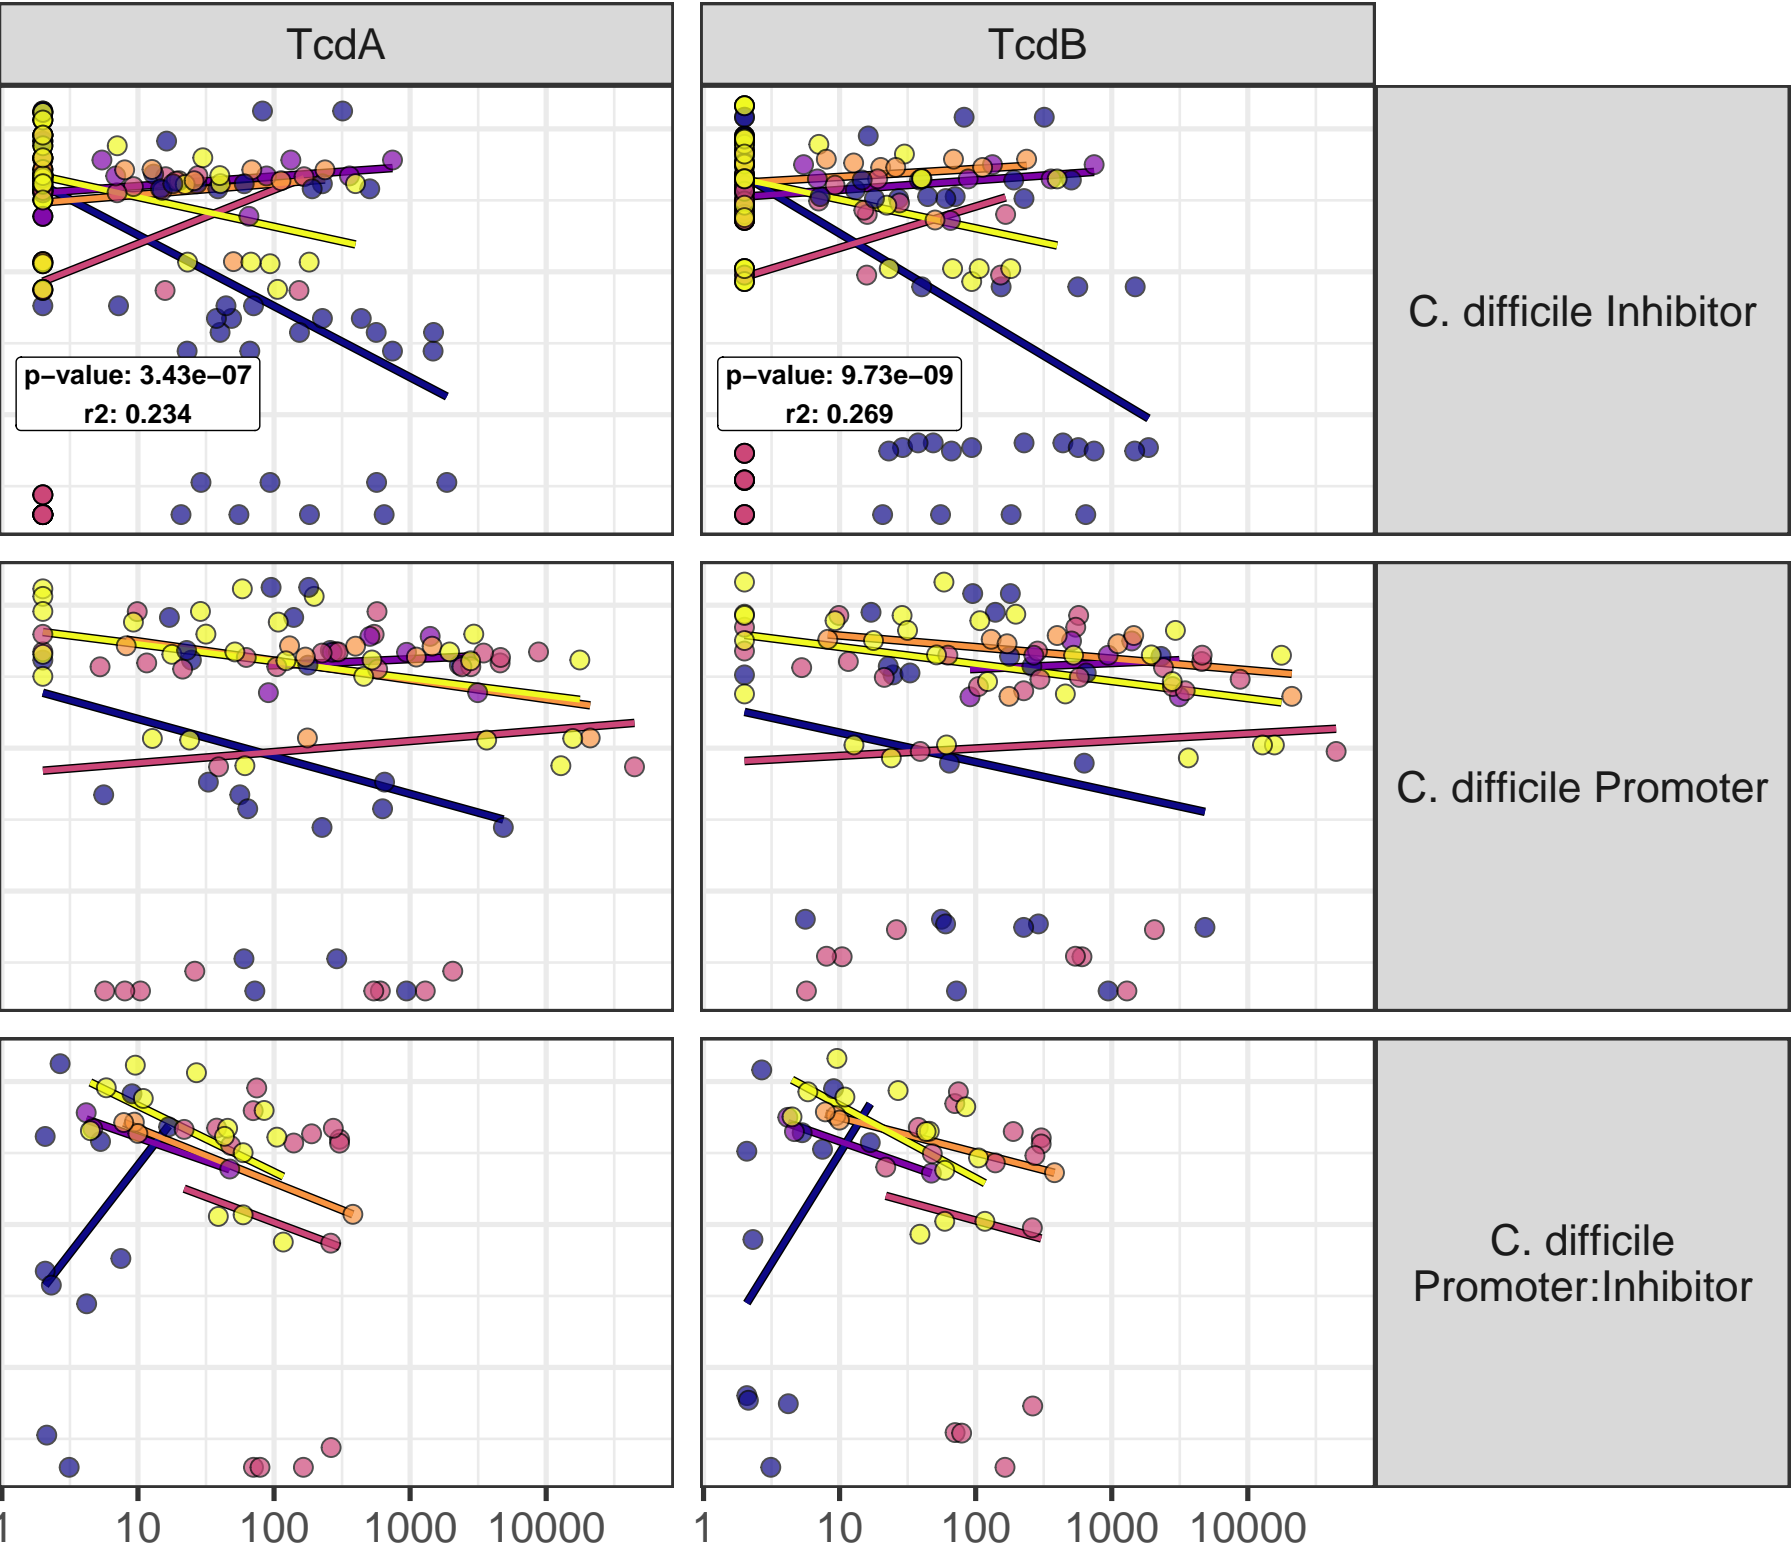 TcdA
TcdB
C. difficile Inhibitor
p−value: 3.43e−07
r2: 0.234
p−value: 9.73e−09
r2: 0.269
C. difficile Promoter
C. difficile
Promoter:Inhibitor
1 10 100 1000 10000
1 10 100 1000 10000